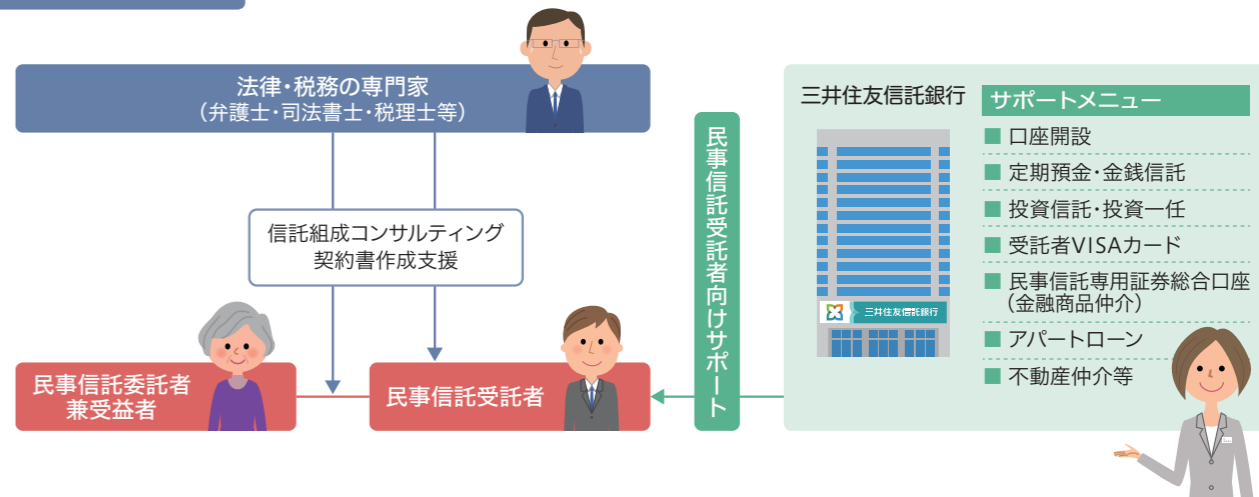 法律・税務の専門家
（弁護士・司法書士・税理士等）
信託組成コンサルティング
契約書作成支援
民事信託委託者
兼受益者
民事信託受託者
民事信託受託者向けサポート
三井住友信託銀行
三井住友信託銀行
サポートメニュー
■ 口座開設
■ 定期預金・金銭信託
■ 投資信託・投資一任
■ 受託者VISAカード
■ 民事信託専用証券総合口座
（金融商品仲介）
■ アパートローン
■ 不動産仲介等